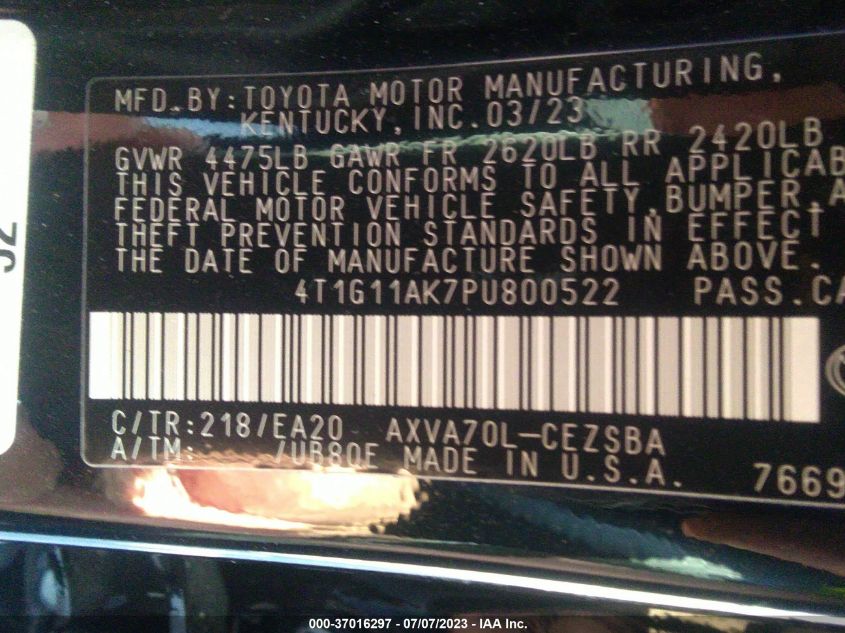 MFD.BY:TOYOTA MOTOR MANUFACTURING,
KENTUCKY, INC.03/23
GVWR 4475LB GAWR FR 2620LB RR 2420LB
THIS VEHICLE CONFORMS TO ALL APPLICAB
FEDERAL MOTOR VEHICLE SAFETY,BUMPER,A
THEFT PREVENTION STANDARDS IN EFFECT
THE DATE OF MANUFACTURE SHOWN ABOVE.
4T1G11AK7PU800522 PASS.CA
C/TR:218/EA20 AXVA70L-CEZSBA
A/TM: /UB80E MADE IN U.S.A.
7669
000-37016297 - 07/07/2023 - IAA Inc.